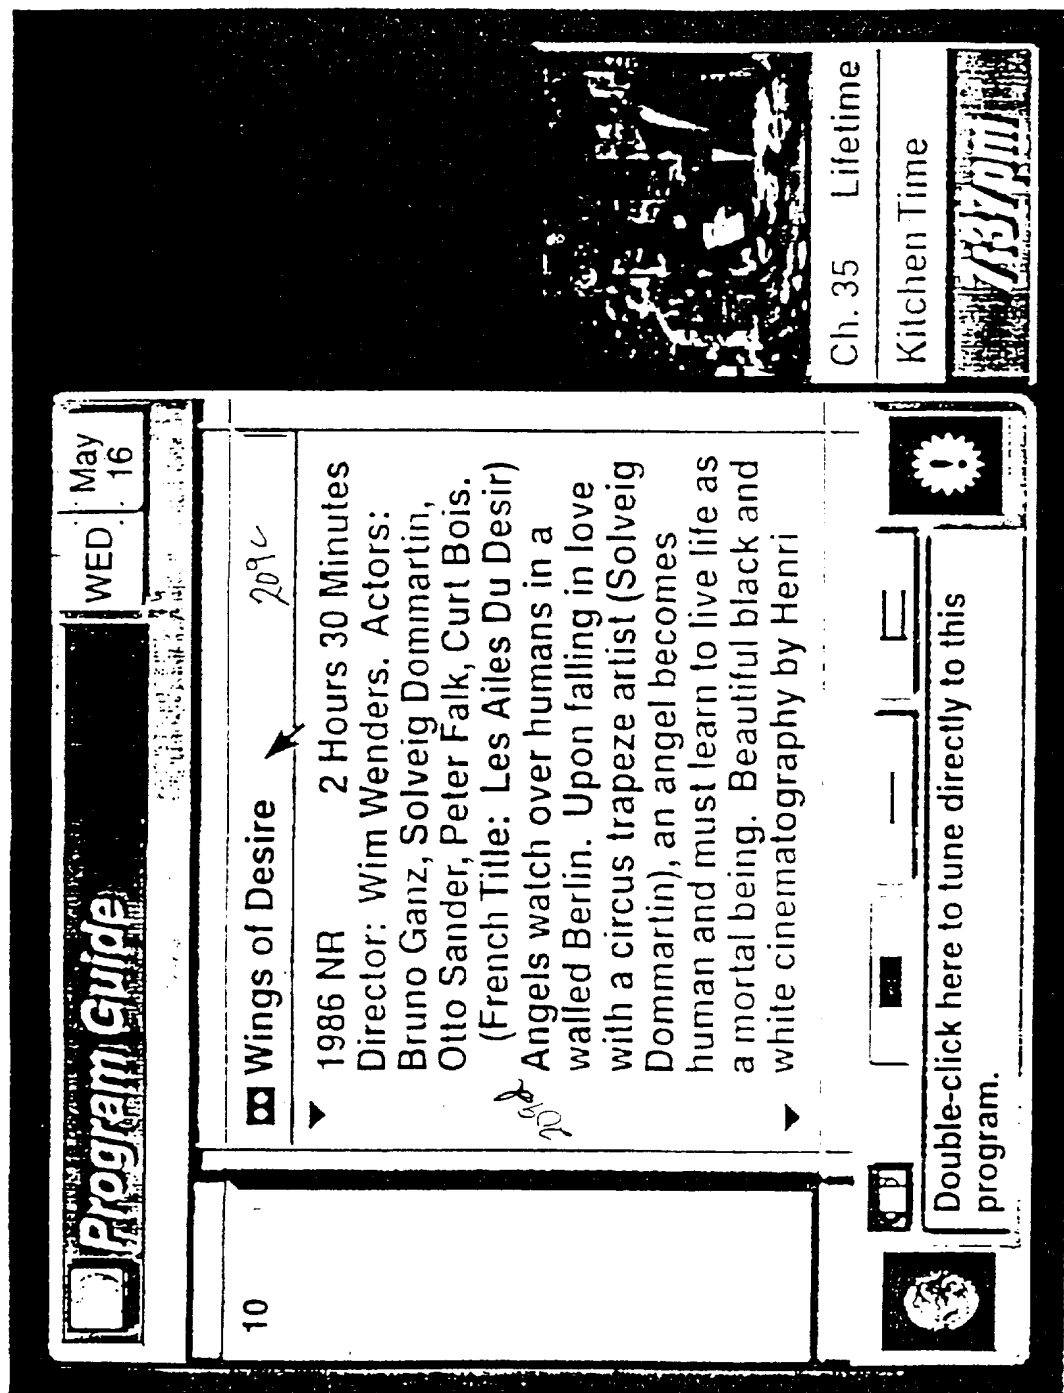 Program Guide
WED May 16
10
Wings of Desire 209c
1986 NR 2 Hours 30 Minutes
Director: Wim Wenders. Actors:
Bruno Ganz, Solveig Dommartin,
Otto Sander, Peter Falk, Curt Bois.
(French Title: Les Ailes Du Desir)
209d
Angels watch over humans in a
walled Berlin. Upon falling in love
with a circus trapeze artist (Solveig
Dommartin), an angel becomes
human and must learn to live life as
a mortal being. Beautiful black and
white cinematography by Henri
Double-click here to tune directly to this
program.
Ch. 35 Lifetime
Kitchen Time
7:37pm